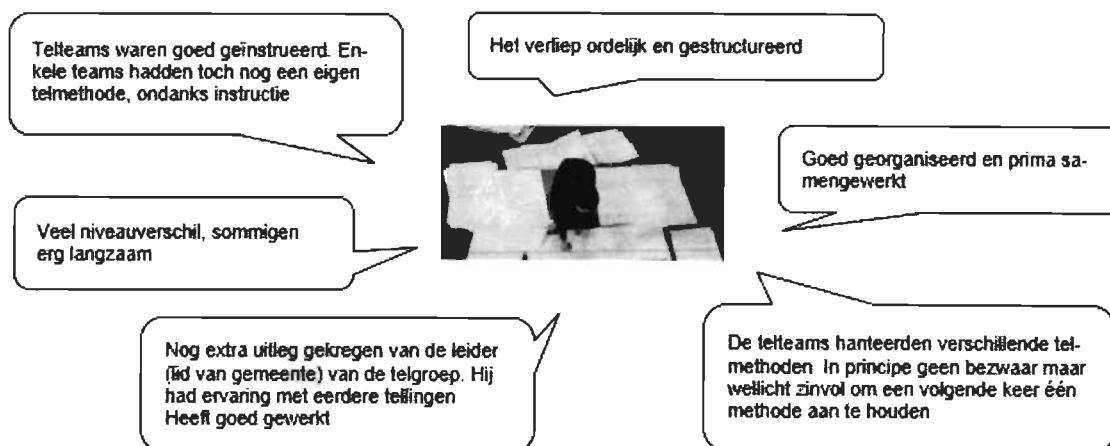 Telteams waren goed geïnstrueerd. En-
kele teams hadden toch nog een eigen
telmethode, ondanks instructie
Het verliep ordelijk en gestructureerd
Goed georganiseerd en prima sa-
mengewerkt
Veel niveauverschil, sommigen
erg langzaam
Nog extra uitleg gekregen van de leider
(lid van gemeente) van de telgroep. Hij
had ervaring met eerdere tellingen
Heeft goed gewerkt
De telteams hanteerden verschillende tel-
methoden. In principe geen bezwaar maar
wellicht zinvol om een volgende keer één
methode aan te houden